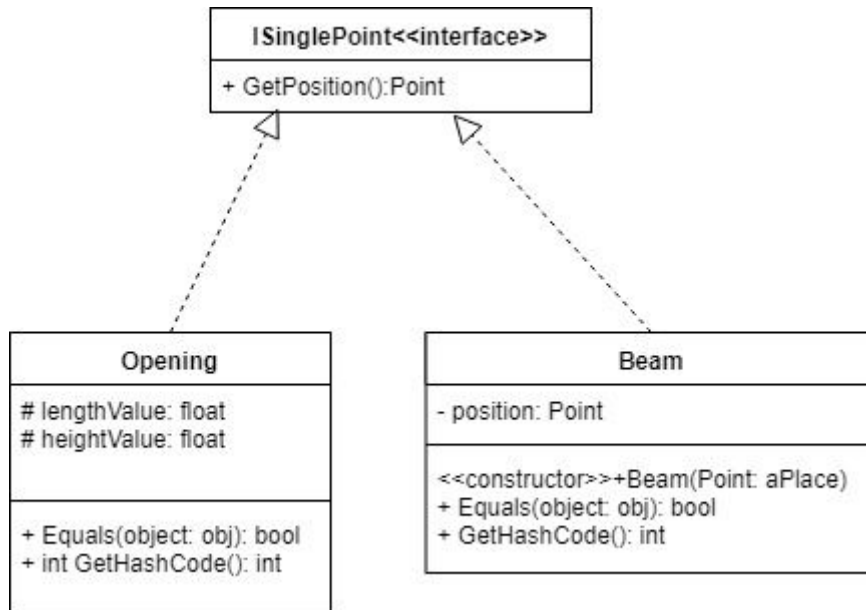 ISinglePoint<<interface>>
+ GetPosition():Point
Opening
# lengthValue: float
# heightValue: float
+ Equals(object: obj): bool
+ int GetHashCode(): int
Beam
- position: Point
<<constructor>>+Beam(Point: aPlace)
+ Equals(object: obj): bool
+ GetHashCode(): int